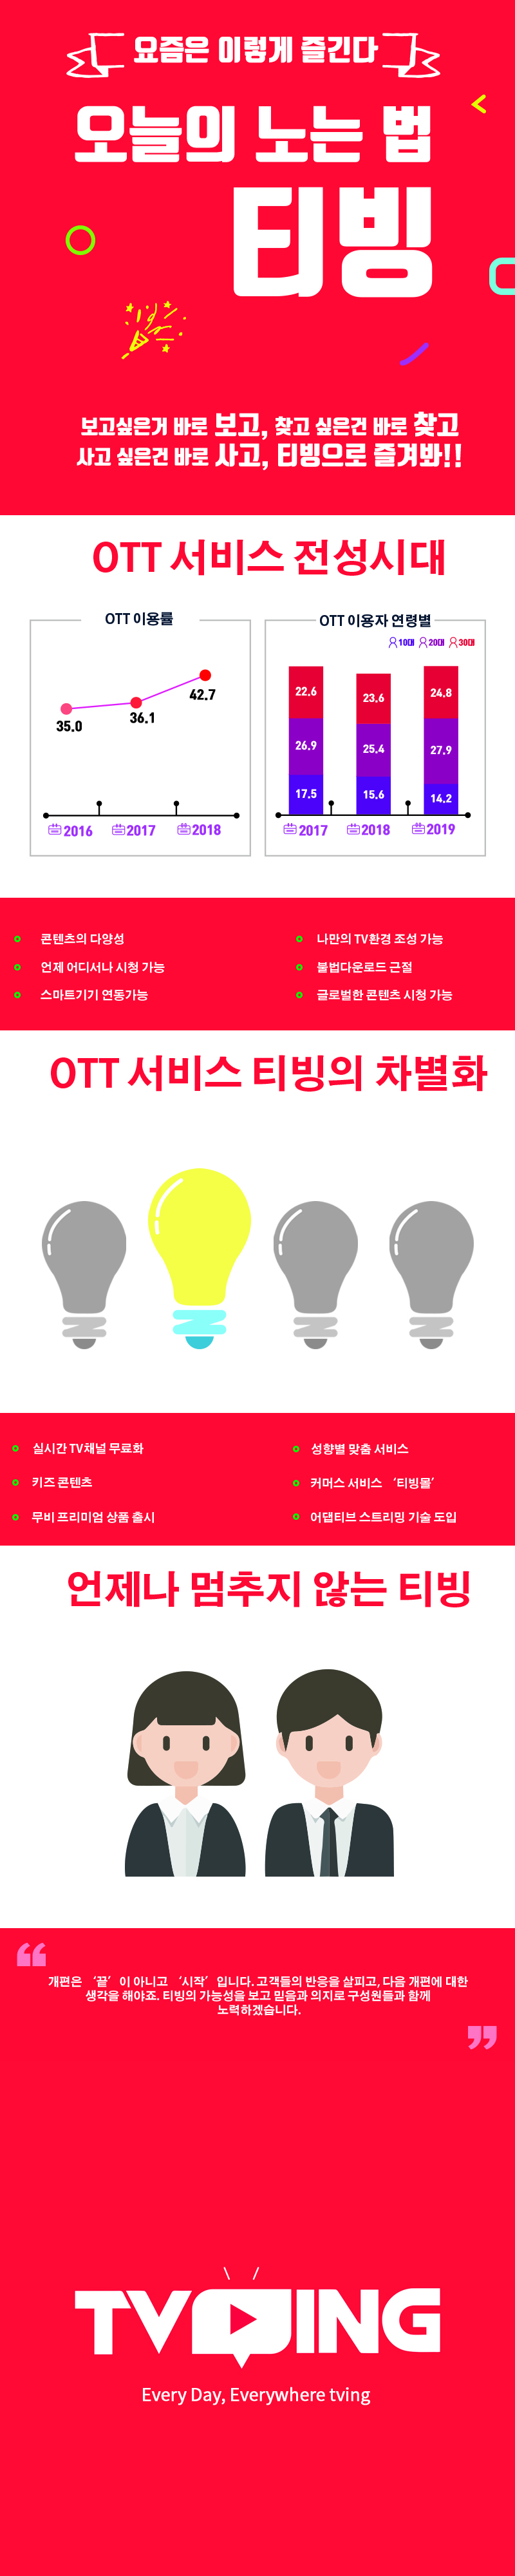 요즘은 이렇게 즐긴다
오늘의 노는 법
티빙
보고싶은거 바로 보고, 찾고 싶은건 바로 찾고
사고 싶은건 바로 사고, 티빙으로 즐겨봐!!
OTT 서비스 전성시대
OTT 이용률
35.0
36.1
42.7
2016
2017
2018
OTT 이용자 연령별
10대 20대 30대
22.6
26.9
17.5
23.6
25.4
15.6
24.8
27.9
14.2
2017
2018
2019
콘텐츠의 다양성
언제 어디서나 시청 가능
스마트기기 연동가능
나만의 TV환경 조성 가능
불법다운로드 근절
글로벌한 콘텐츠 시청 가능
OTT 서비스 티빙의 차별화
실시간 TV채널 무료화
키즈 콘텐츠
무비 프리미엄 상품 출시
성향별 맞춤 서비스
커머스 서비스 ‘티빙몰’
어댑티브 스트리밍 기술 도입
언제나 멈추지 않는 티빙
개편은 ‘끝’이 아니고 ‘시작’입니다. 고객들의 반응을 살피고, 다음 개편에 대한
생각을 해야죠. 티빙의 가능성을 보고 믿음과 의지로 구성원들과 함께
노력하겠습니다.
TVING
Every Day, Everywhere tving